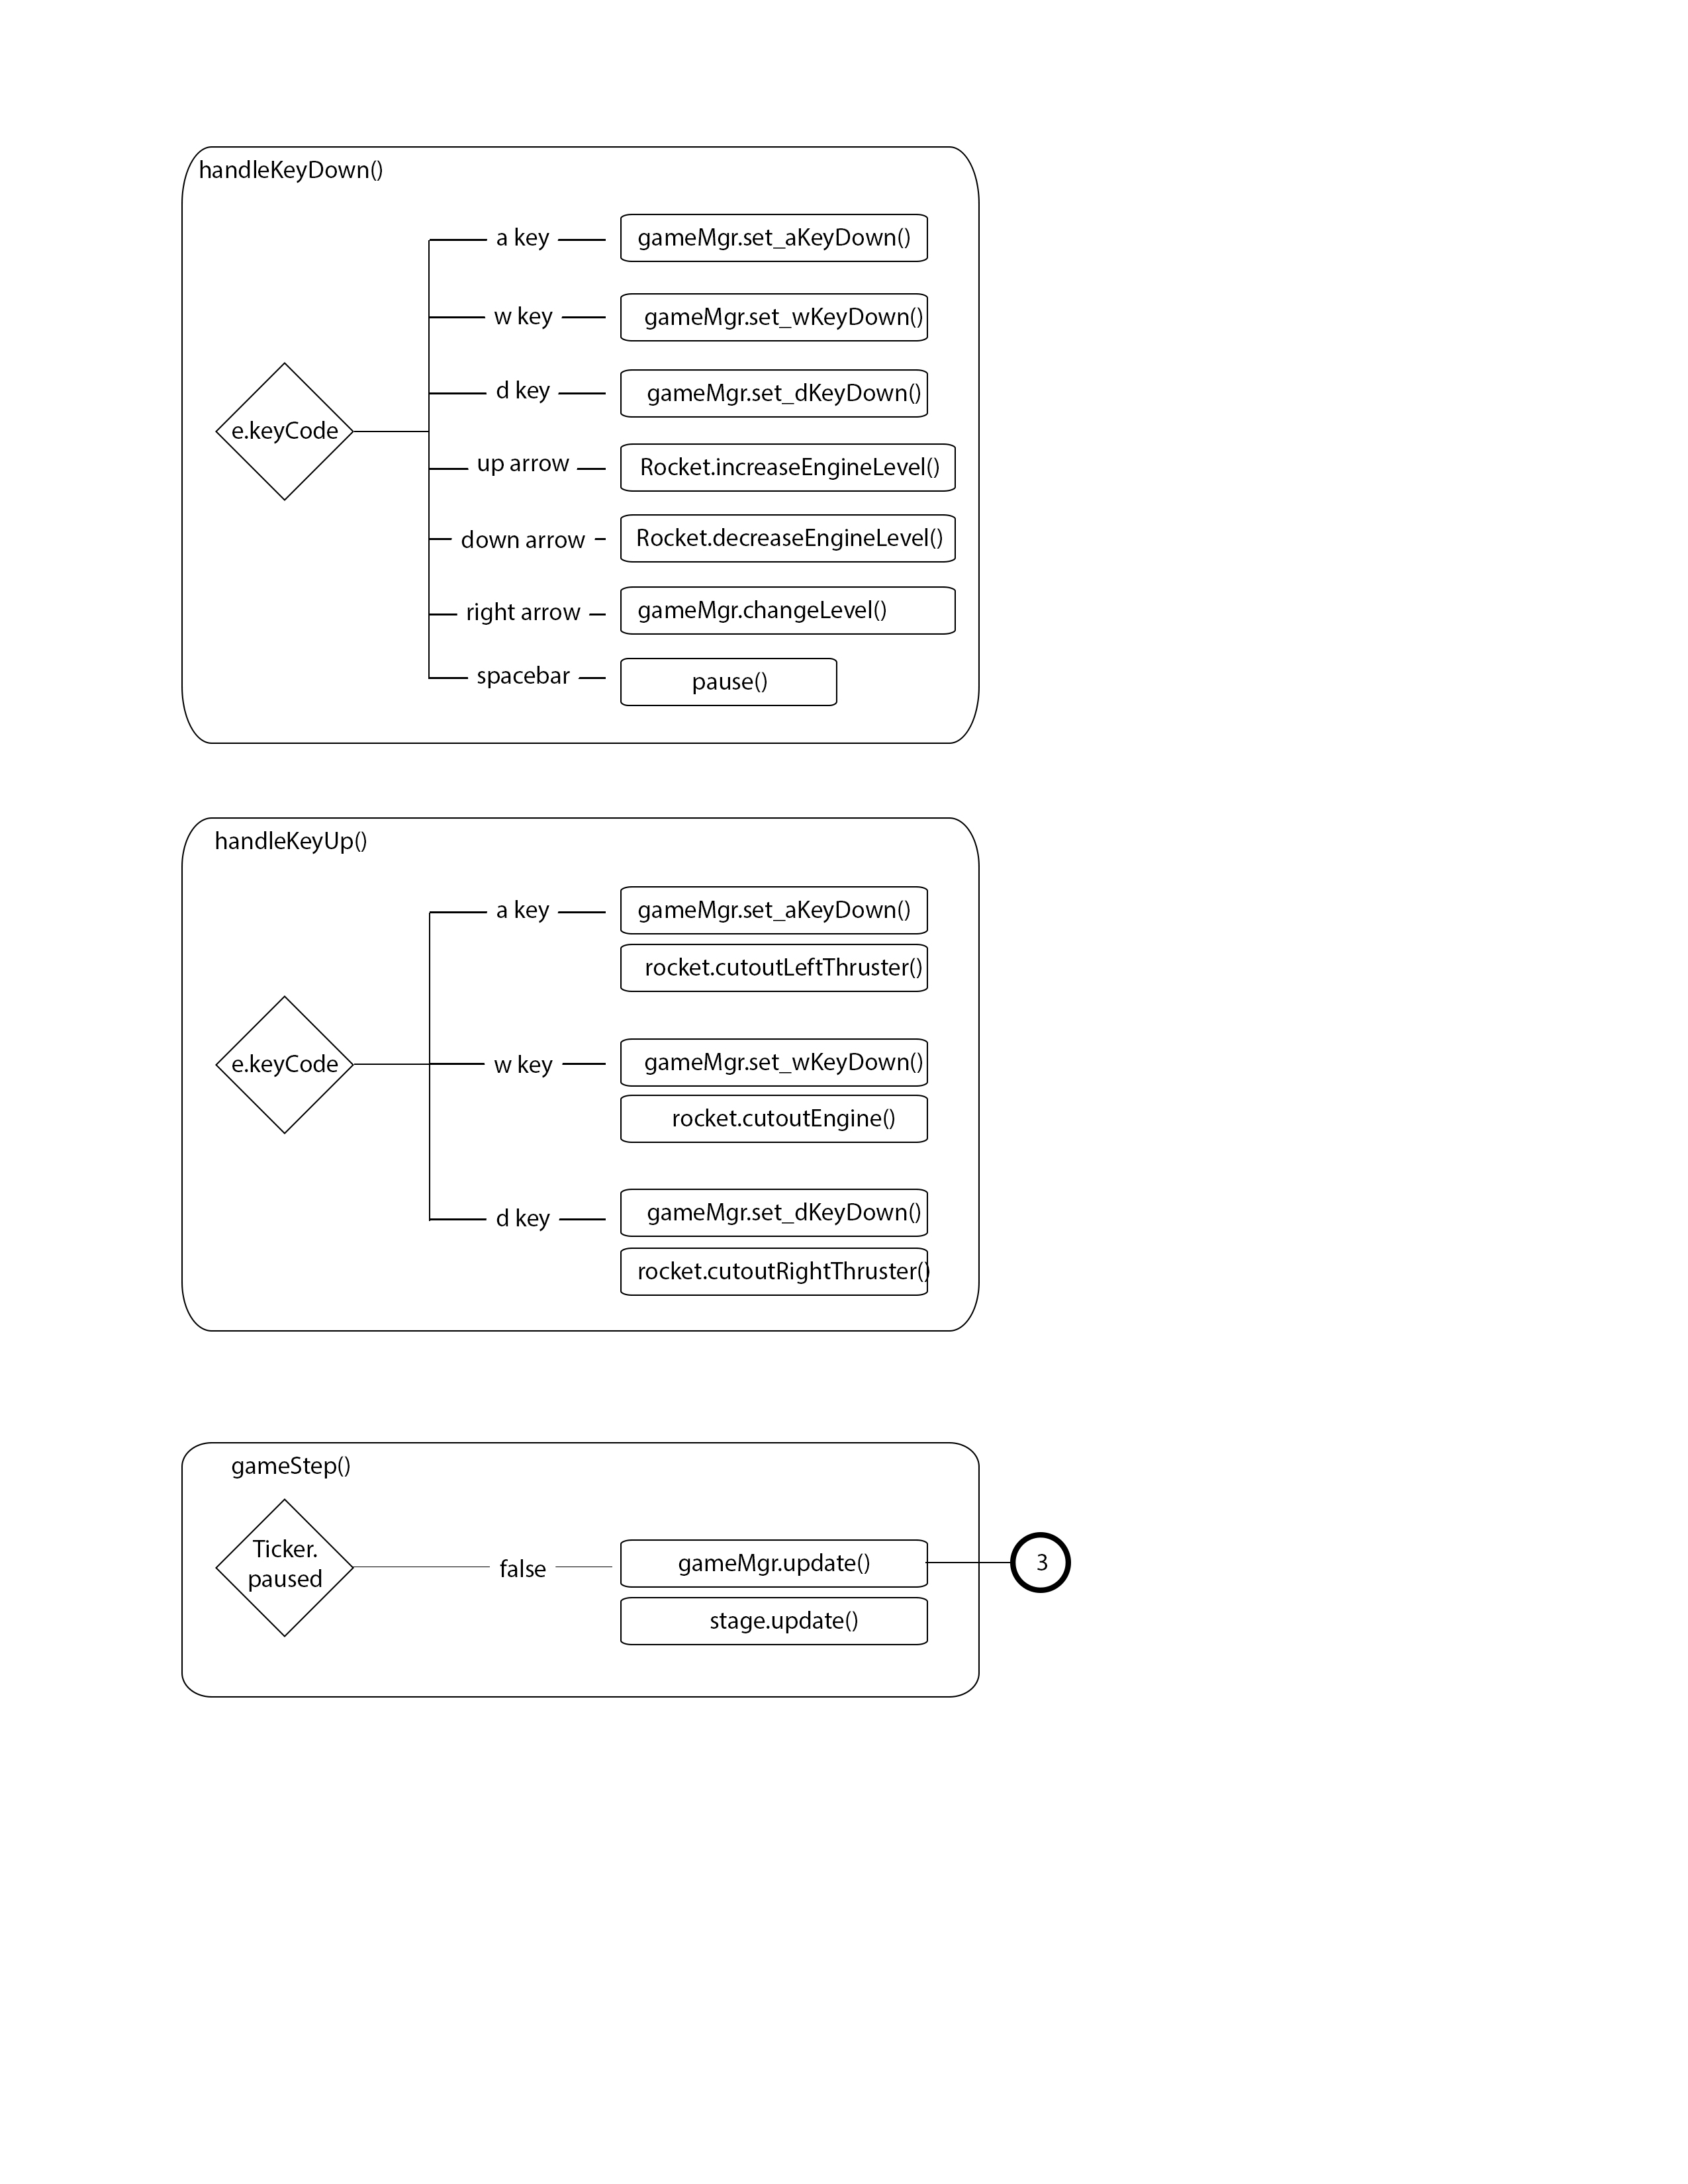 handleKeyDown()
a key
gameMgr.set_aKeyDown()
w key
gameMgr.set_wKeyDown()
d key
gameMgr.set_dKeyDown()
e.keyCode
up arrow
Rocket.increaseEngineLevel()
down arrow
Rocket.decreaseEngineLevel()
right arrow
gameMgr.changeLevel()
spacebar
pause()
handleKeyUp()
a key
gameMgr.set_aKeyDown()
rocket.cutoutLeftThruster()
e.keyCode
w key
gameMgr.set_wKeyDown()
rocket.cutoutEngine()
d key
gameMgr.set_dKeyDown()
rocket.cutoutRightThruster()
gameStep()
Ticker.
paused
false
gameMgr.update()
3
stage.update()